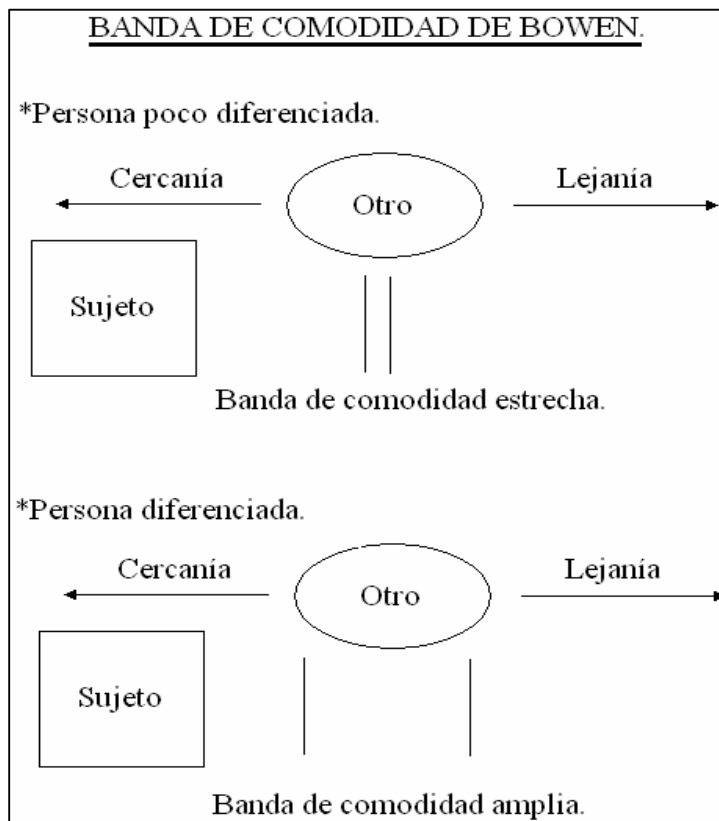 BANDA DE COMODIDAD DE BOWEN.
*Persona poco diferenciada.
Cercanía
Otro
Lejanía
Sujeto
Banda de comodidad estrecha.
*Persona diferenciada.
Cercanía
Otro
Lejanía
Sujeto
Banda de comodidad amplia.